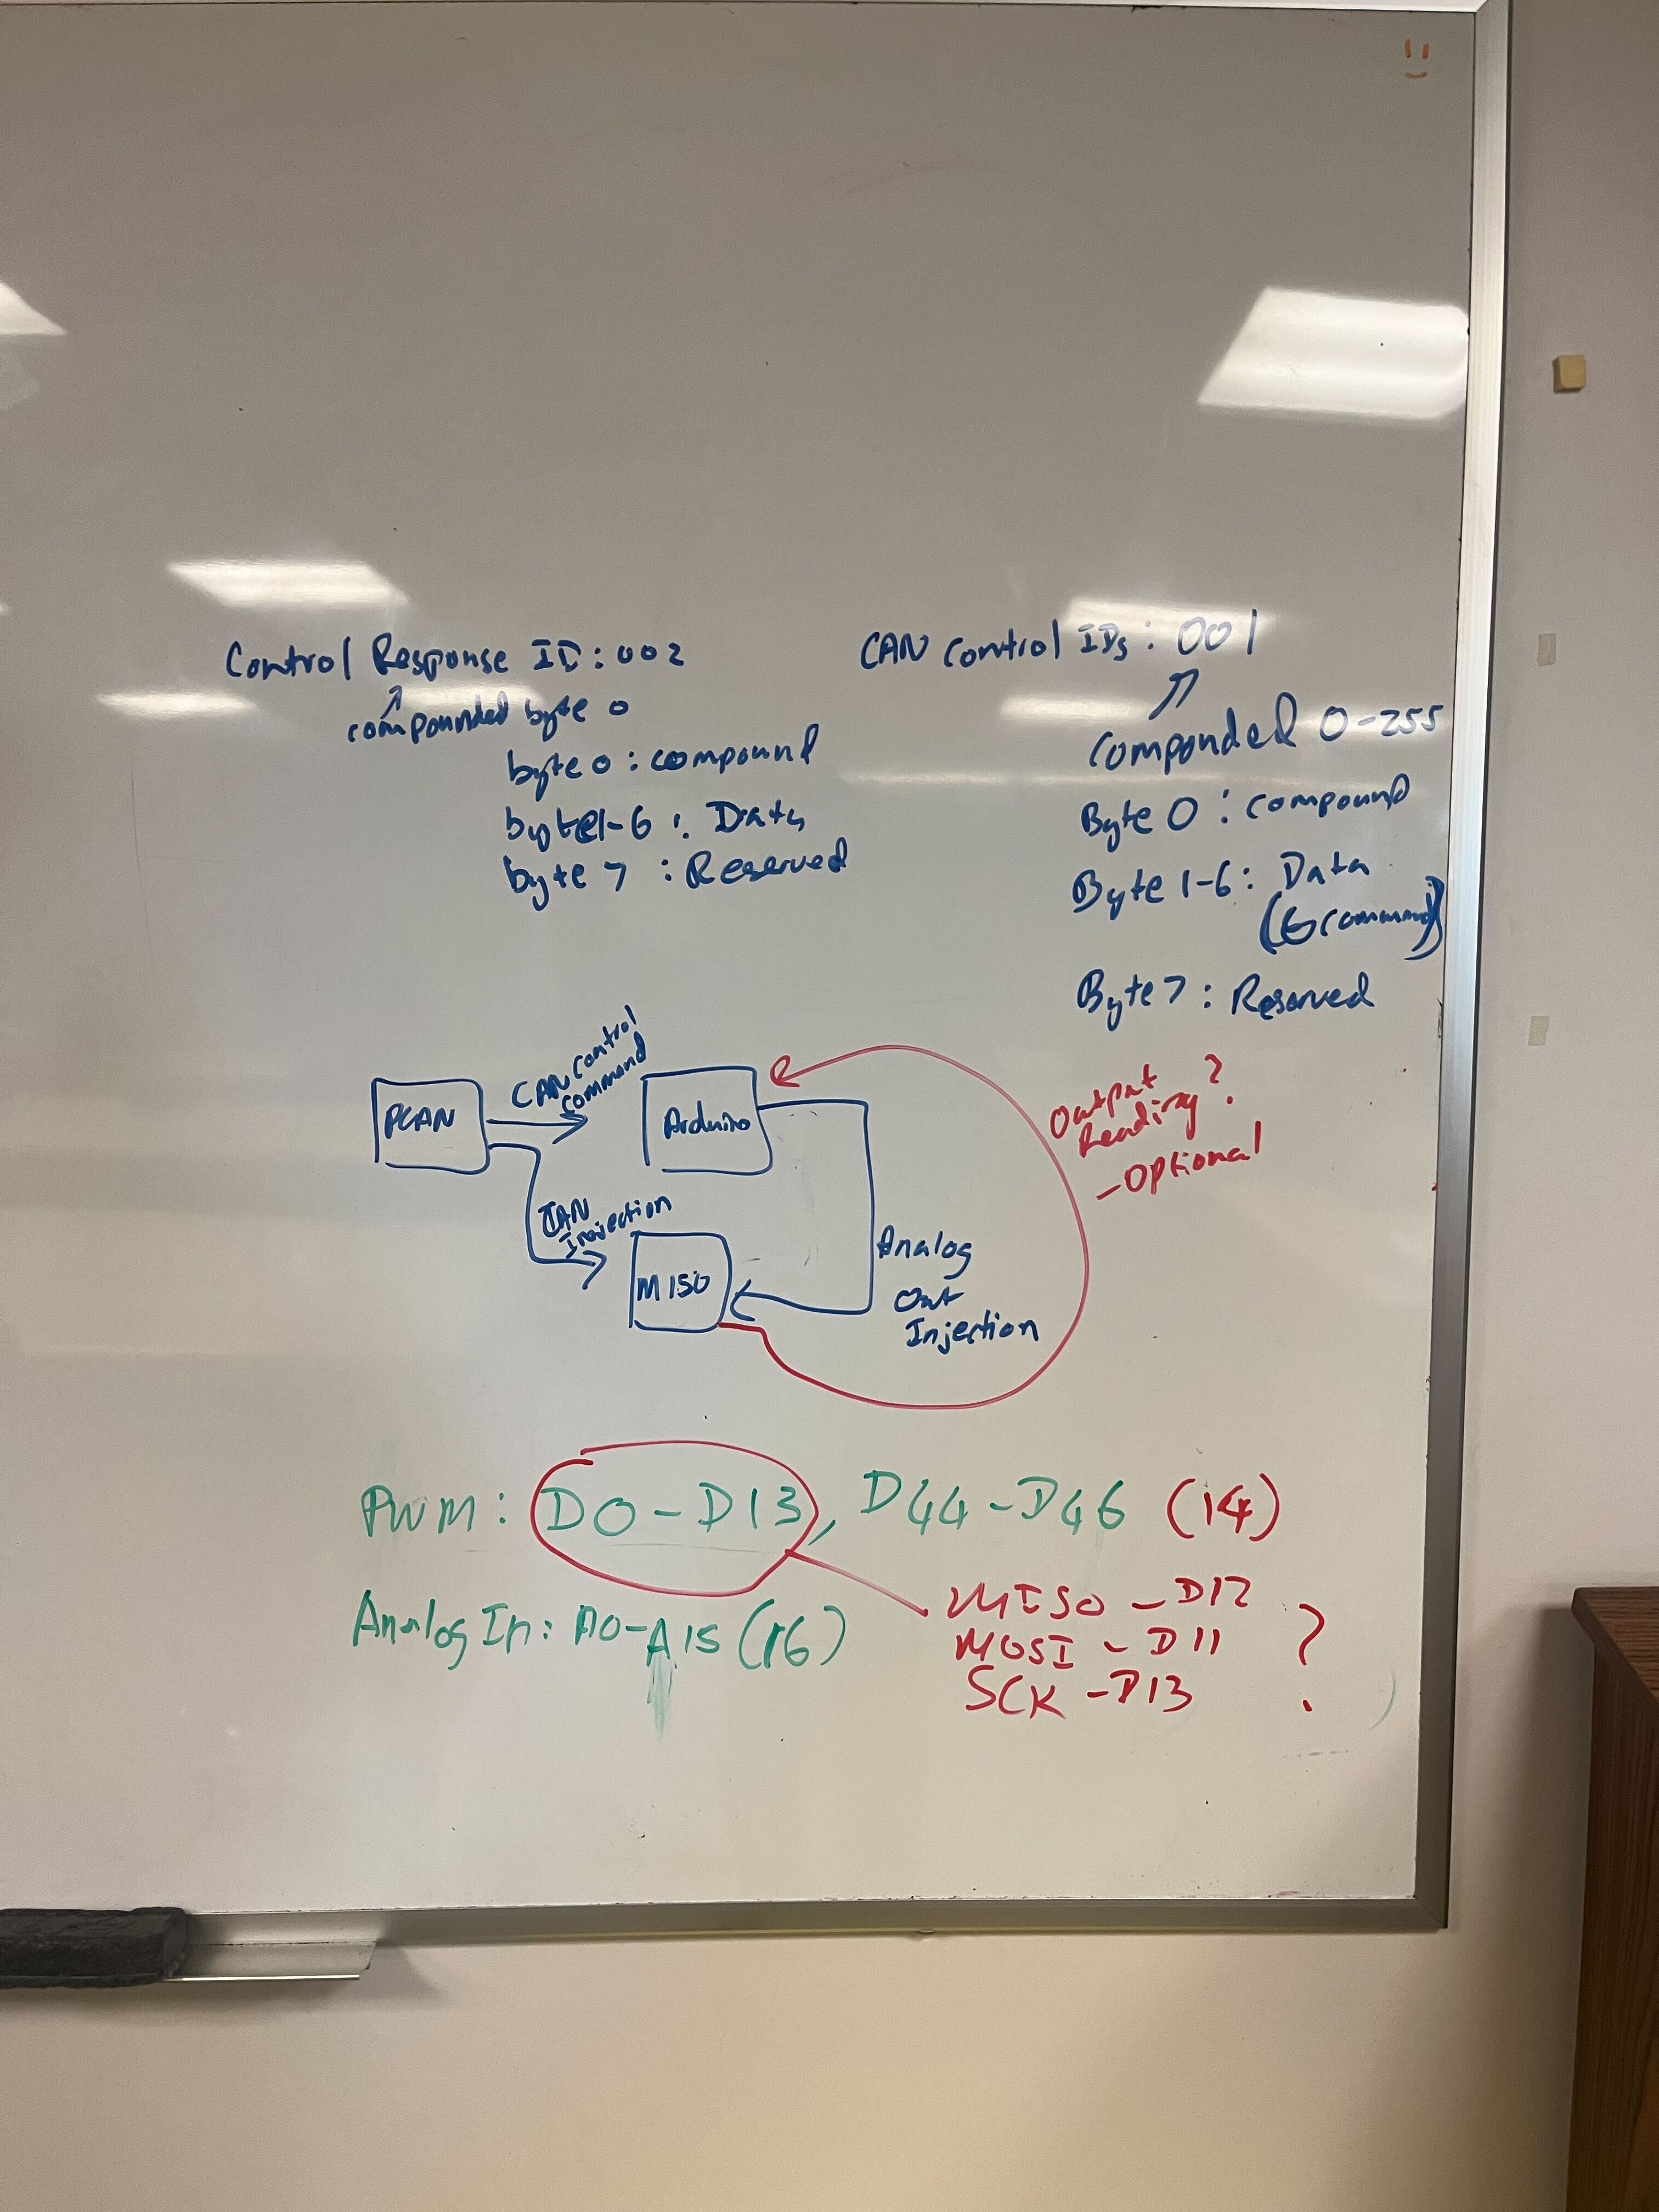 Control Response ID: 002
compounded byte 0
byte 0 : compound
byte 1-6 : Data
byte 7 : Reserved
CAN Control IDs : 001
Componded 0-255
Byte 0 : compound
Byte 1-6: Data
(6 command)
Byte 7 : Reserved
PCAN
CAN Control
Command
Arduino
CAN
Injection
M150
Analog
Out
Injection
Output
Reading ?
- Optional
PWM : D0 - D13, D44 - D46 (14)
Analog In: A0-A15 (16)
MISO - D12
MOSI - D11
SCK - D13
?